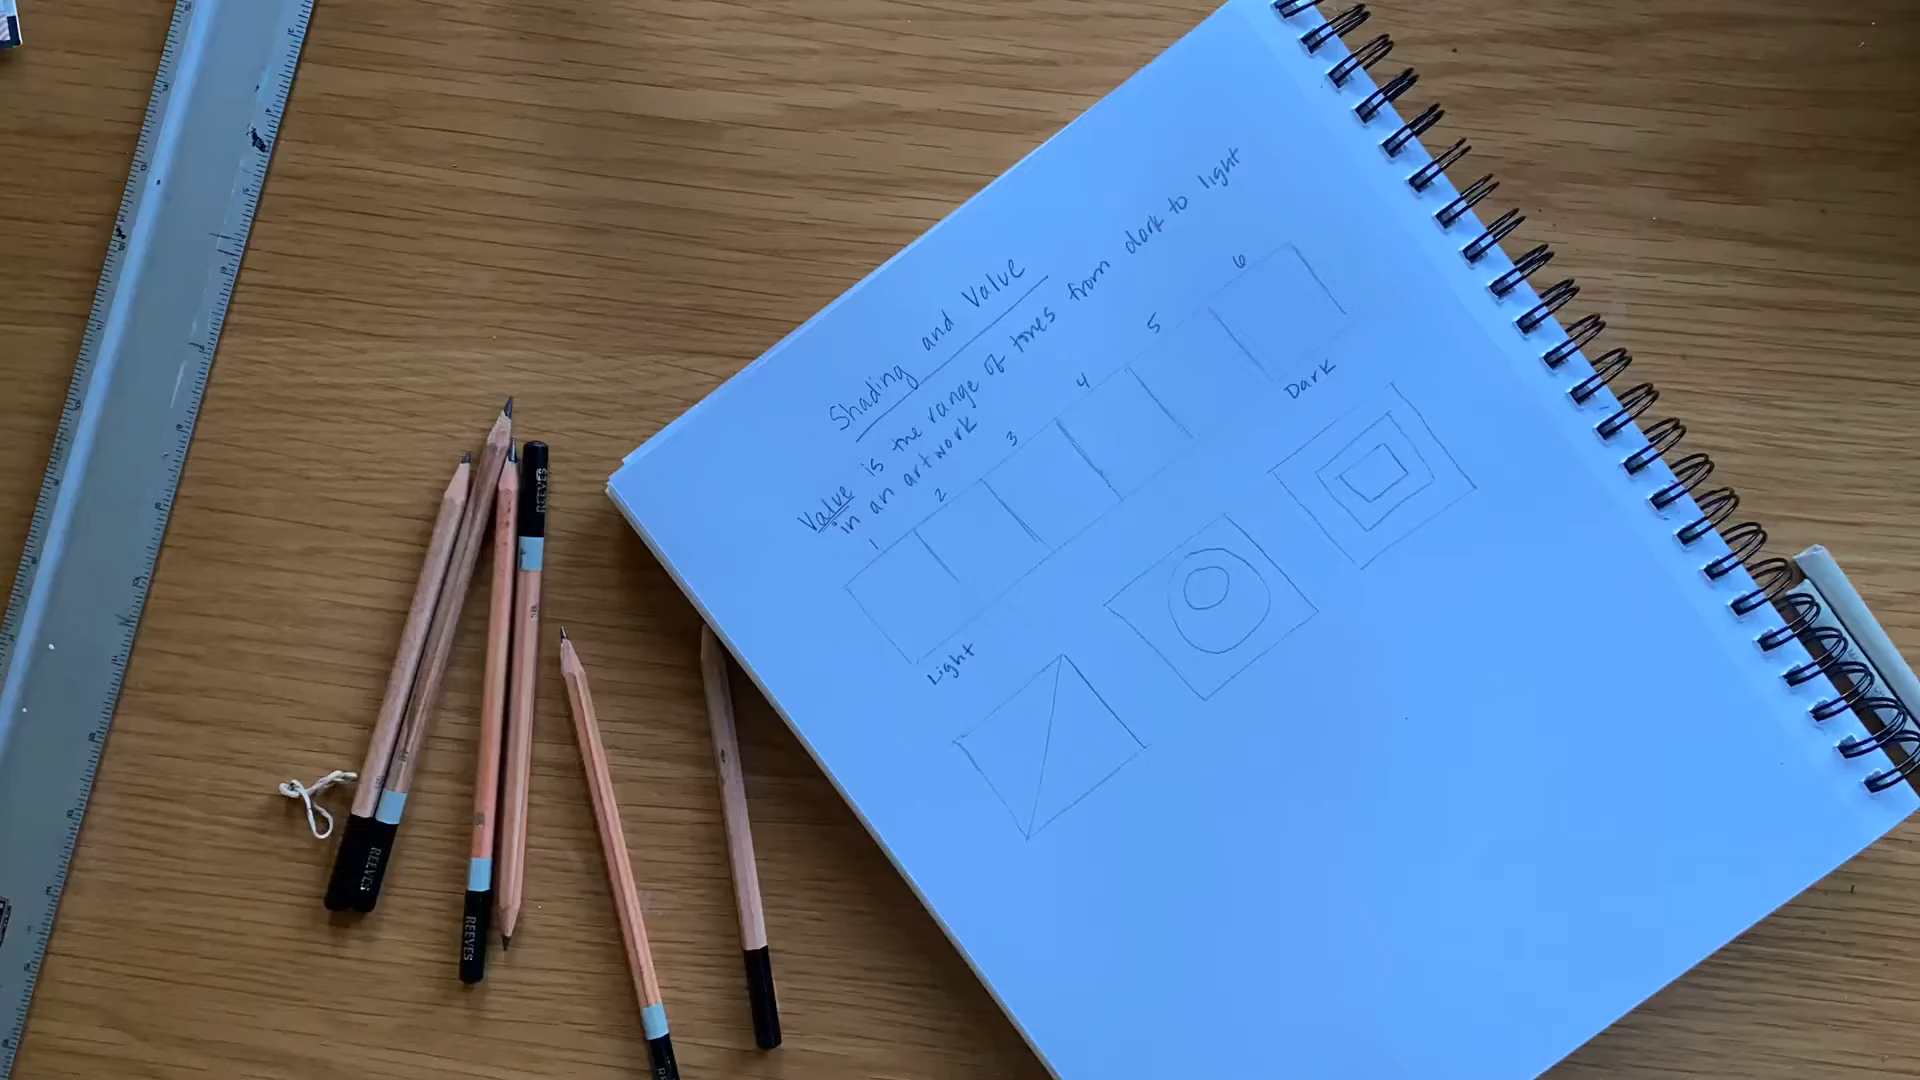 Shading and Value
Value is the range of tones from dark to light
in an artwork
1 2 3 4 5 6
Light Dark
REEVES
REEVES
REEVES